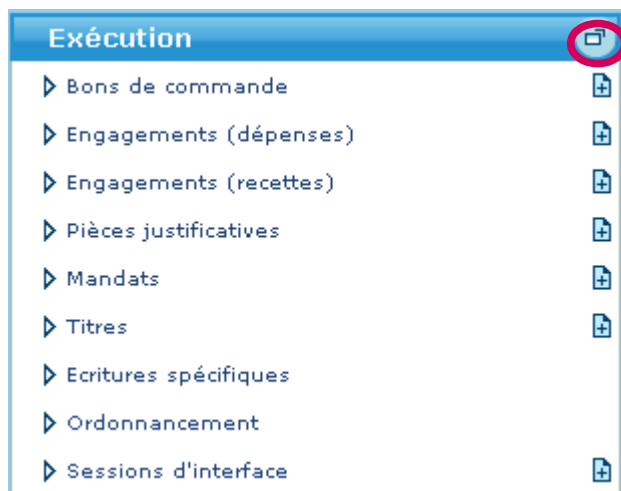 Exécution
Bons de commande
Engagements (dépenses)
Engagements (recettes)
Pièces justificatives
Mandats
Titres
Ecritures spécifiques
Ordonnancement
Sessions d'interface